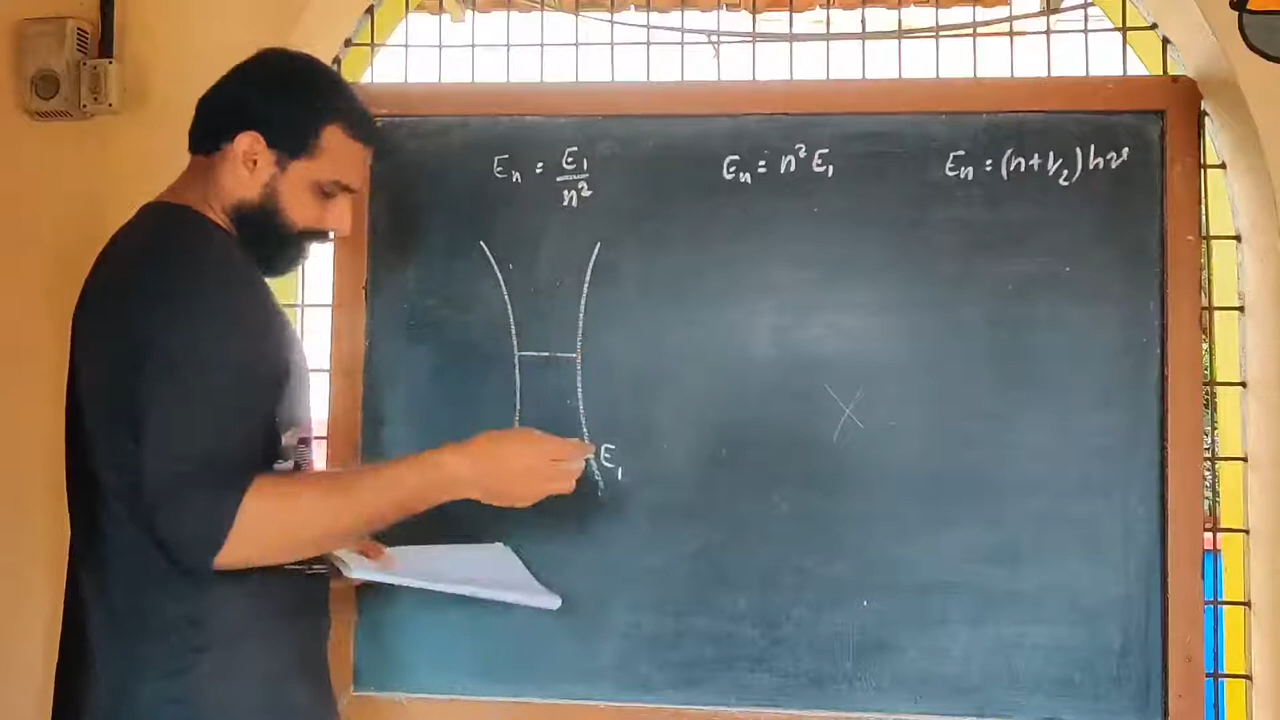 Eₙ = E₁/n²
Eₙ = n²E₁
Eₙ = (n+1/2)hν
E₁